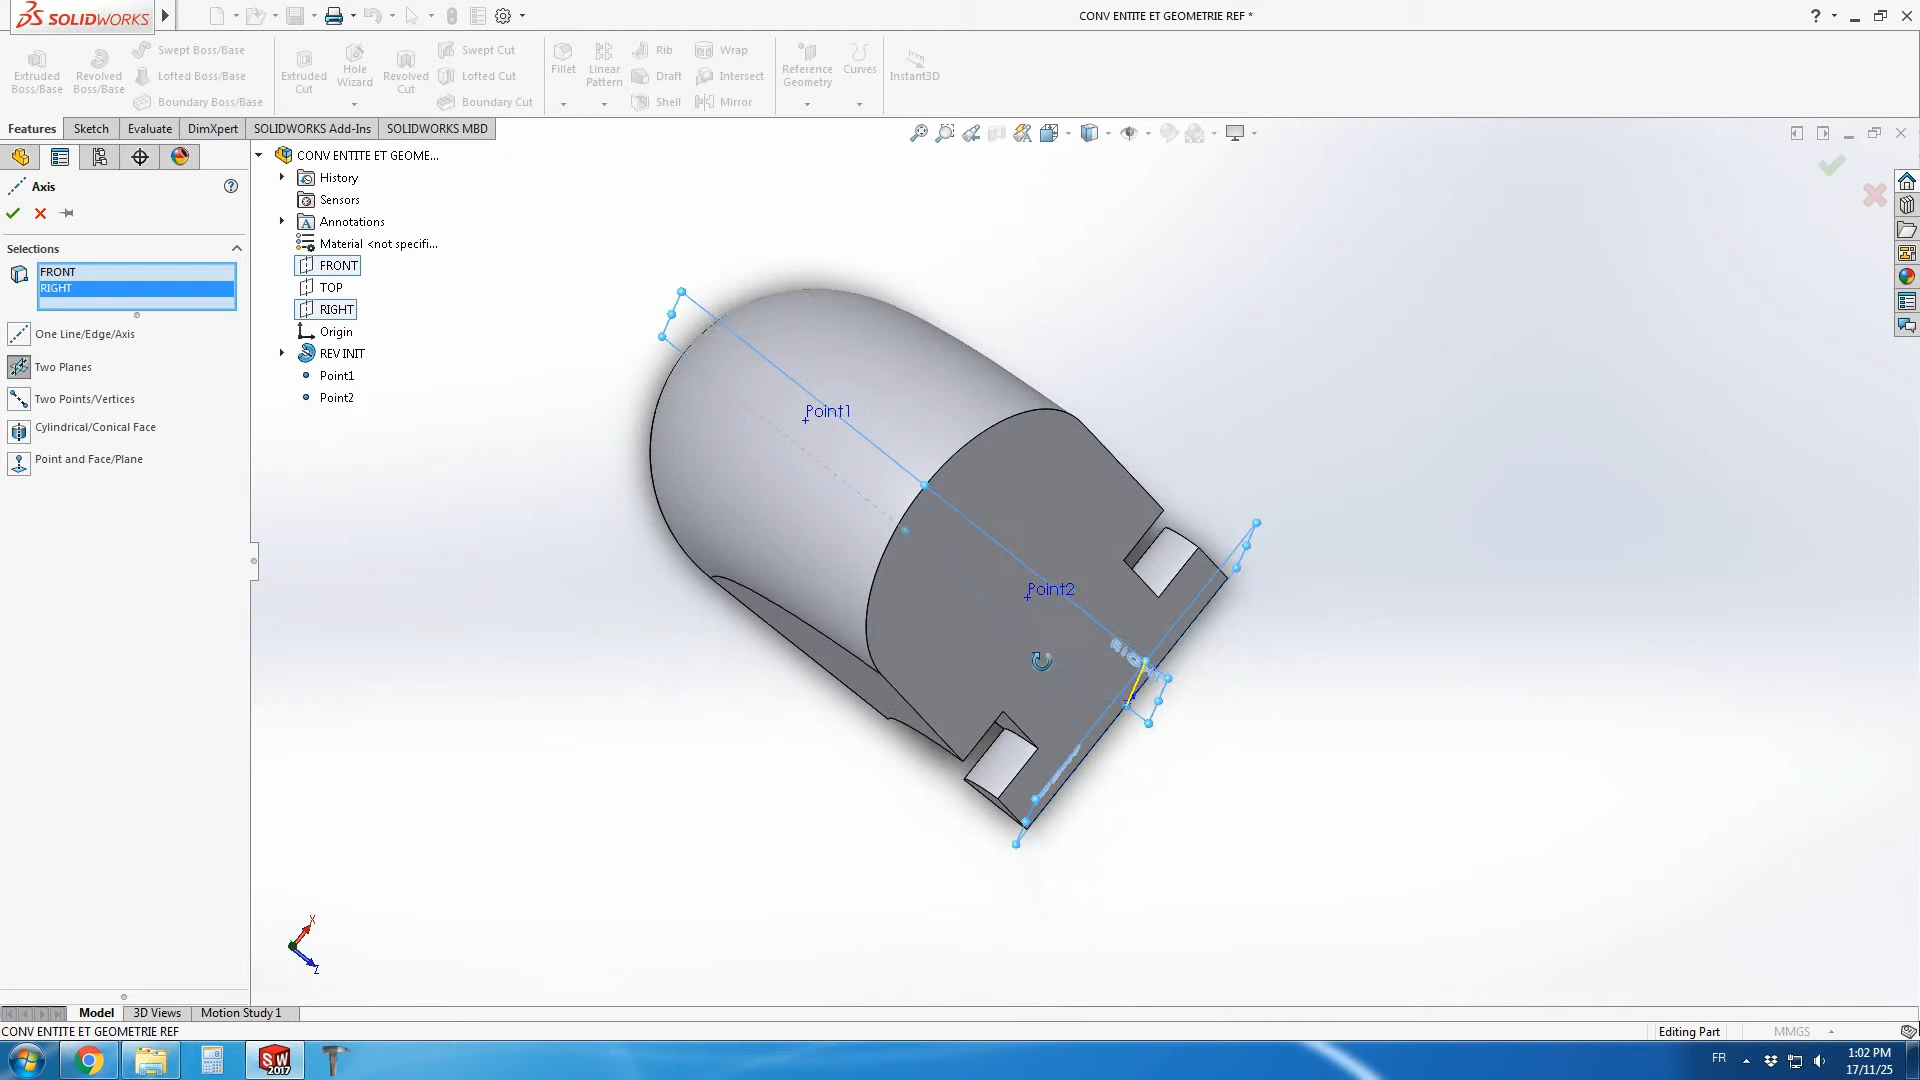 SOLIDWORKS
CONV ENTITE ET GEOMETRIE REF *
?
Extruded Boss/Base
Revolved Boss/Base
Swept Boss/Base
Lofted Boss/Base
Boundary Boss/Base
Extruded Cut
Hole Wizard
Revolved Cut
Swept Cut
Lofted Cut
Boundary Cut
Fillet
Linear Pattern
Rib
Draft
Shell
Wrap
Intersect
Mirror
Reference Geometry
Curves
Instant3D
Features
Sketch
Evaluate
DimXpert
SOLIDWORKS Add-Ins
SOLIDWORKS MBD
Axis
?
Selections
FRONT
RIGHT
One Line/Edge/Axis
Two Planes
Two Points/Vertices
Cylindrical/Conical Face
Point and Face/Plane
CONV ENTITE ET GEOME...
History
Sensors
Annotations
Material <not specifi...
FRONT
TOP
RIGHT
Origin
REV INIT
Point1
Point2
Point1
Point2
X
Z
Model
3D Views
Motion Study 1
CONV ENTITE ET GEOMETRIE REF
Editing Part
MMGS
SW
2017
FR
1:02 PM
17/11/25